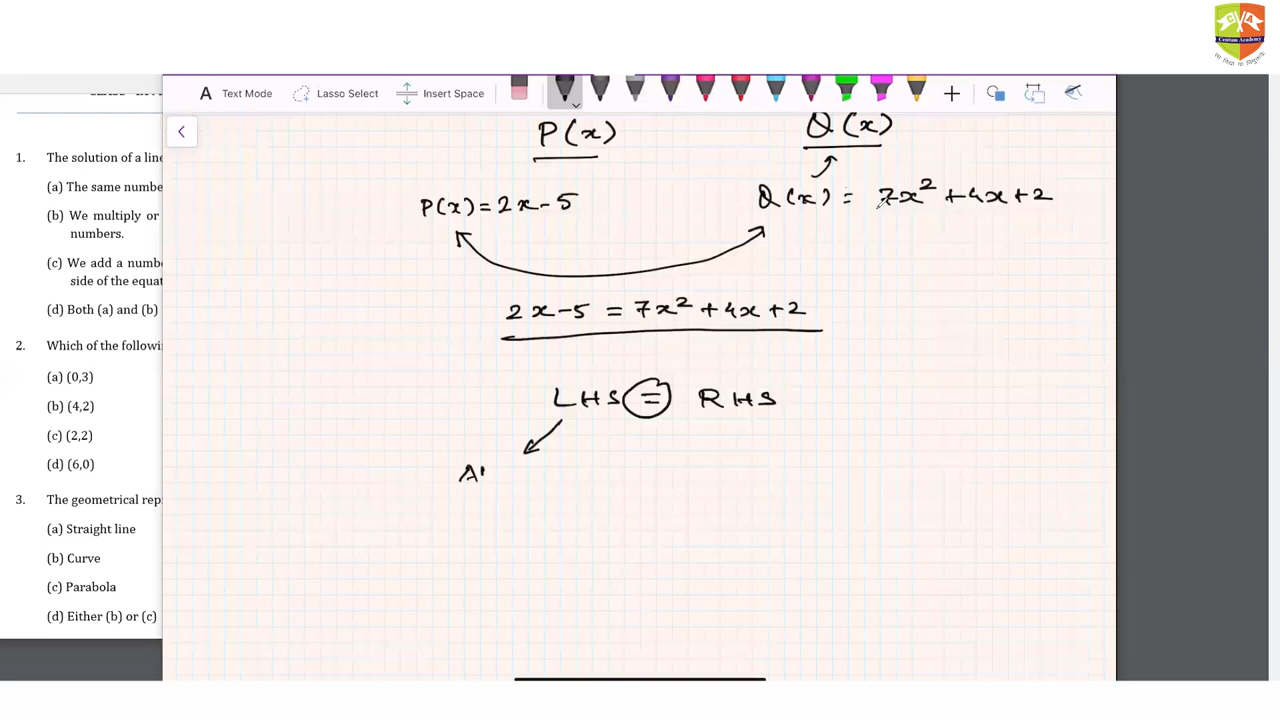 Centum Academy
Text Mode
Lasso Select
Insert Space
P(x)
Q(x)
P(x) = 2x - 5
Q(x) = 7x² + 4x + 2
2x - 5 = 7x² + 4x + 2
LHS = RHS
1. The solution of a line
(a) The same numbe
(b) We multiply or
numbers.
(c) We add a numb
side of the equat
(d) Both (a) and (b)
2. Which of the followi
(a) (0,3)
(b) (4,2)
(c) (2,2)
(d) (6,0)
3. The geometrical rep
(a) Straight line
(b) Curve
(c) Parabola
(d) Either (b) or (c)